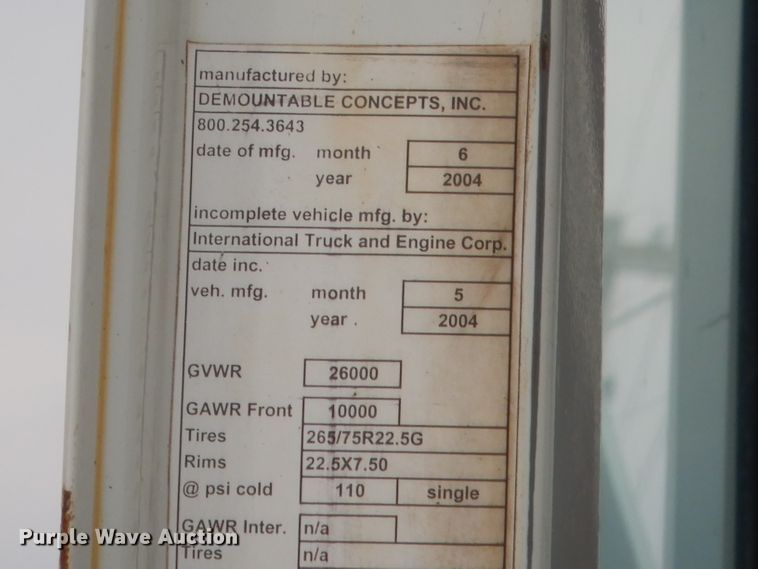 manufactured by:
DEMOUNTABLE CONCEPTS, INC.
800.254.3643
date of mfg. month 6
year 2004
incomplete vehicle mfg. by:
International Truck and Engine Corp.
date inc.
veh. mfg. month 5
year . 2004
GVWR 26000
GAWR Front 10000
Tires 265/75R22.5G
Rims 22.5X7.50
@ psi cold 110 single
GAWR Inter. n/a
Tires n/a
Purple Wave Auction